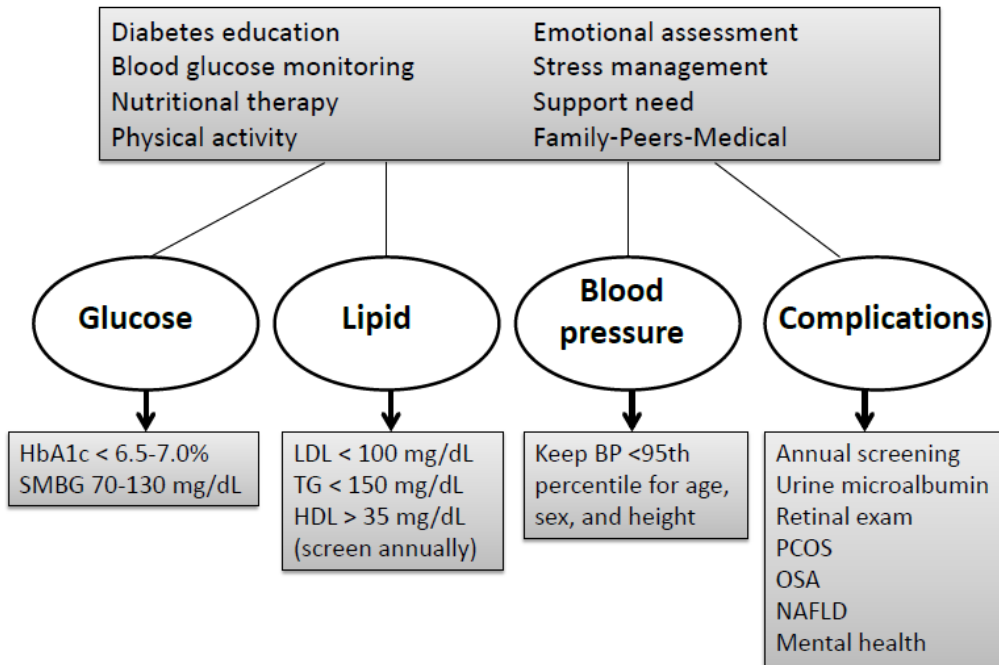 Diabetes education
Blood glucose monitoring
Nutritional therapy
Physical activity
Emotional assessment
Stress management
Support need
Family-Peers-Medical
Glucose
Lipid
Blood
pressure
Complications
HbA1c < 6.5-7.0%
SMBG 70-130 mg/dL
LDL < 100 mg/dL
TG < 150 mg/dL
HDL > 35 mg/dL
(screen annually)
Keep BP <95th
percentile for age,
sex, and height
Annual screening
Urine microalbumin
Retinal exam
PCOS
OSA
NAFLD
Mental health